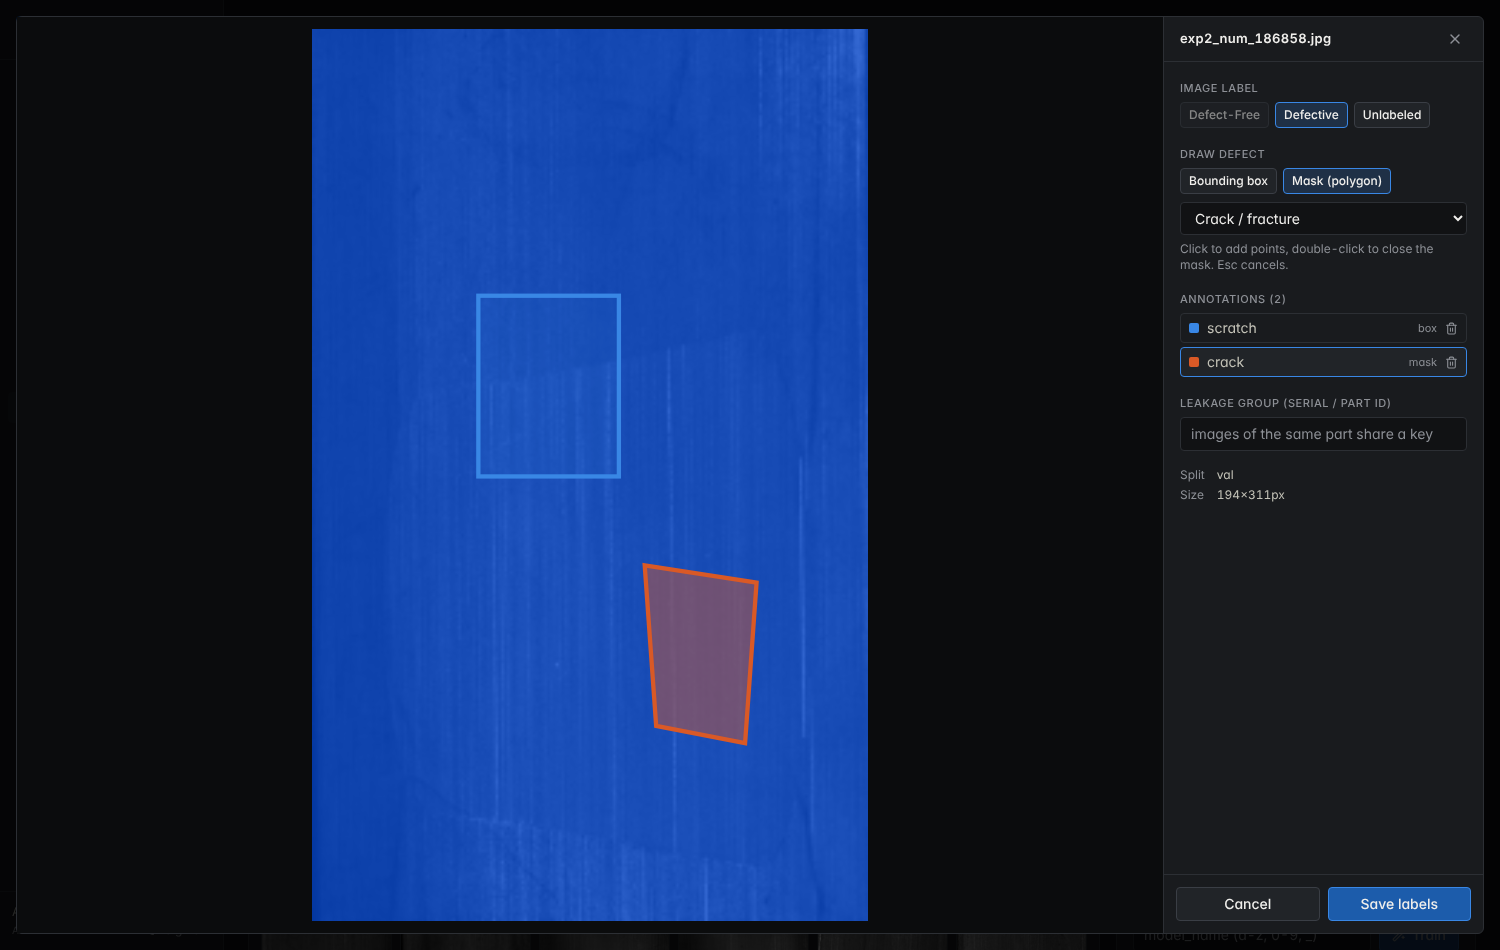 exp2_num_186858.jpg
IMAGE LABEL
Defect-Free Defective Unlabeled
DRAW DEFECT
Bounding box Mask (polygon)
Crack / fracture
Click to add points, double-click to close the
mask. Esc cancels.
ANNOTATIONS (2)
scratch box
crack mask
LEAKAGE GROUP (SERIAL / PART ID)
images of the same part share a key
Split val
Size 194×311px
Cancel Save labels